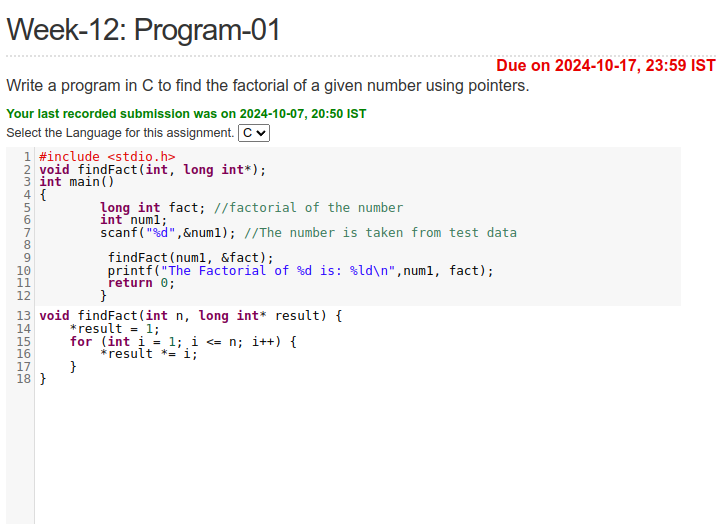 Week-12: Program-01
Due on 2024-10-17, 23:59 IST
Write a program in C to find the factorial of a given number using pointers.
Your last recorded submission was on 2024-10-07, 20:50 IST
Select the Language for this assignment. C
1 #include <stdio.h>
2 void findFact(int, long int*);
3 int main()
4 {
5         long int fact; //factorial of the number
6         int num1;
7         scanf("%d",&num1); //The number is taken from test data
8
9          findFact(num1, &fact);
10          printf("The Factorial of %d is: %ld\n",num1, fact);
11          return 0;
12         }
13 void findFact(int n, long int* result) {
14     *result = 1;
15     for (int i = 1; i <= n; i++) {
16         *result *= i;
17     }
18 }